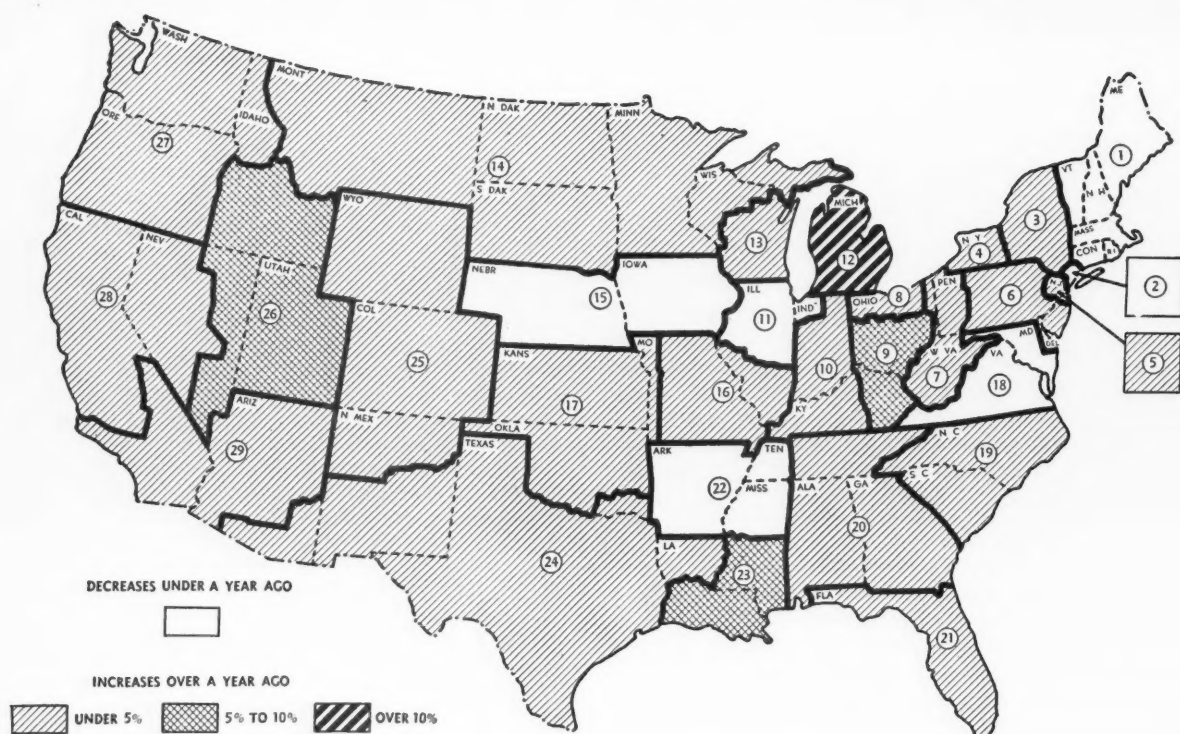 WASH
MONT
N DAK
MINN
ME
ORE
IDAHO
27
14
S DAK
WIS
MICH
VT
N H
1
3
N Y
4
MASS
CON
R I
CAL
NEV
WYO
13
12
UTAH
NEBR
IOWA
15
ILL
11
IND
OHIO
8
PEN
6
N J
2
5
28
26
COL
25
KANS
MO
9
W VA
7
MD
DEL
VA
18
17
16
10
KY
ARIZ
29
N MEX
OKLA
TEXAS
ARK
TEN
22
MISS
ALA
GA
N C
19
S C
20
24
LA
23
FLA
21
DECREASES UNDER A YEAR AGO
INCREASES OVER A YEAR AGO
UNDER 5% 5% TO 10% OVER 10%